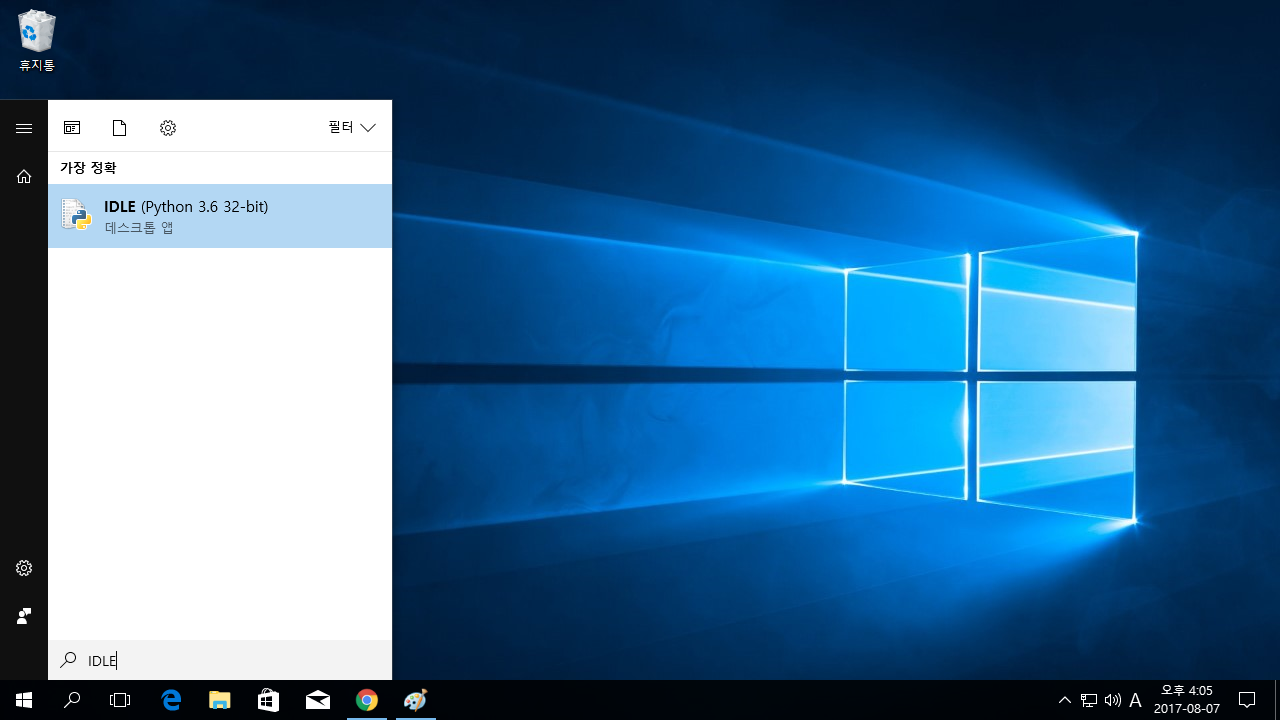 휴지통
필터
가장 정확
IDLE (Python 3.6 32-bit)
데스크톱 앱
IDLE
A
오후 4:05
2017-08-07